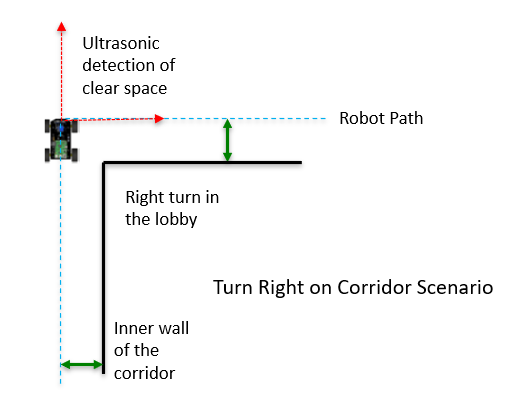 Ultrasonic
detection of
clear space
Robot Path
Right turn in
the lobby
Turn Right on Corridor Scenario
Inner wall
of the
corridor